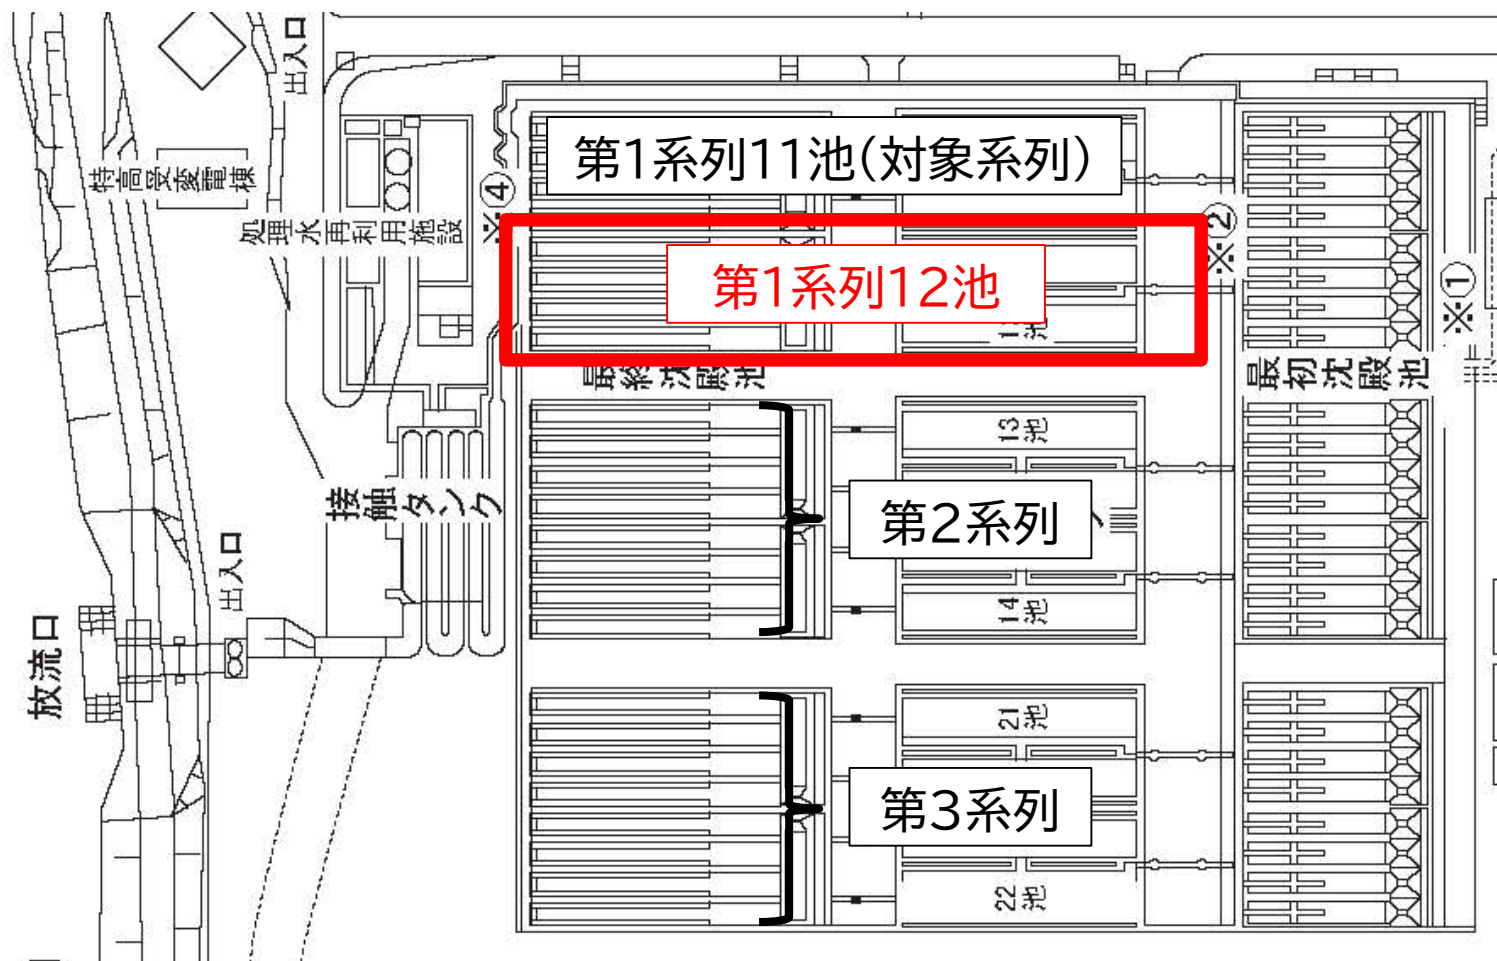 出入口
第1系列11池(対象系列)
特高受変電棟
処理水再利用施設
※④
※②
※①
第1系列12池
最終沈殿池
最初沈殿池
13池
接触タンク
第2系列
出入口
14池
放流口
21池
第3系列
22池